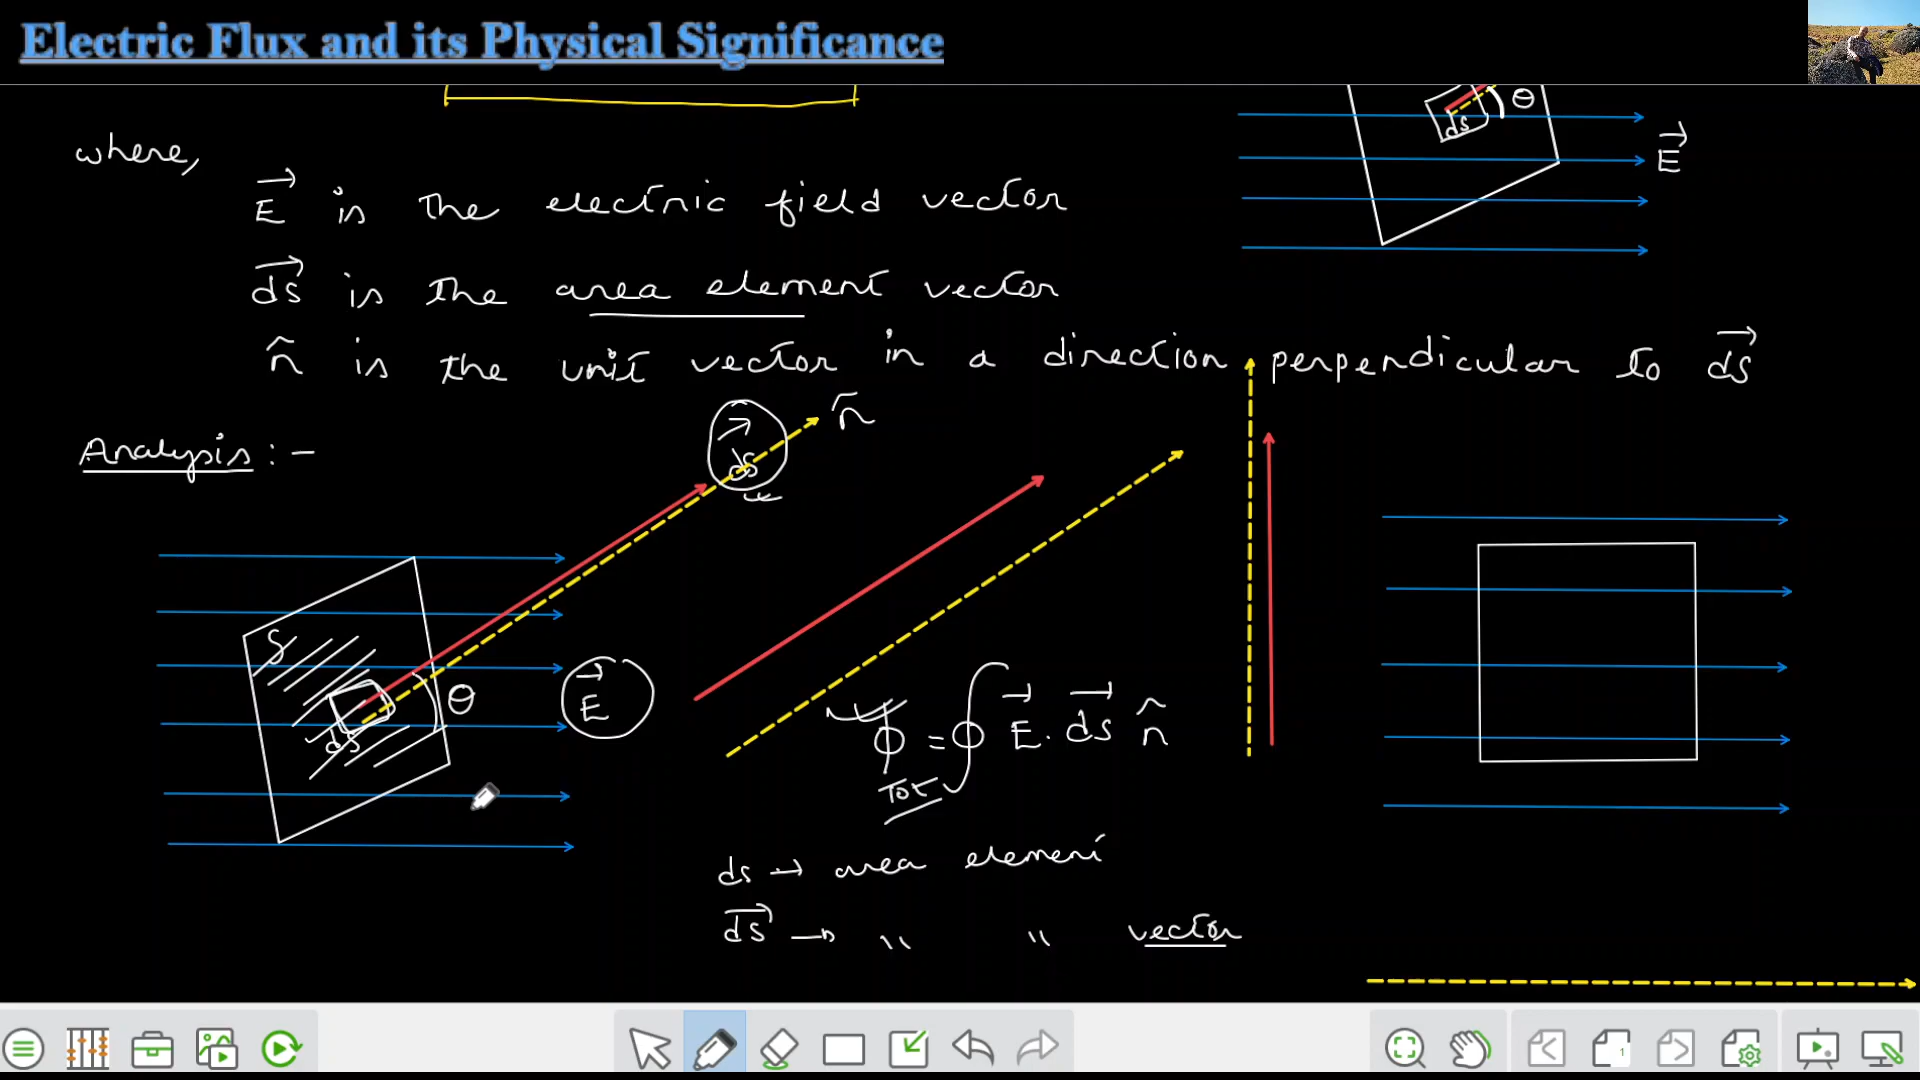 Electric Flux and its Physical Significance
where,
E⃗ is the electric field vector
ds⃗ is the area element vector
n̂ is the unit vector in a direction perpendicular to ds⃗
ds θ
E⃗
Analysis:-
ds⃗ n̂
S
ds θ
E⃗
ϕ = ∮ E⃗. ds⃗ n̂
Tot
ds → area element
ds⃗ → " " vector
1